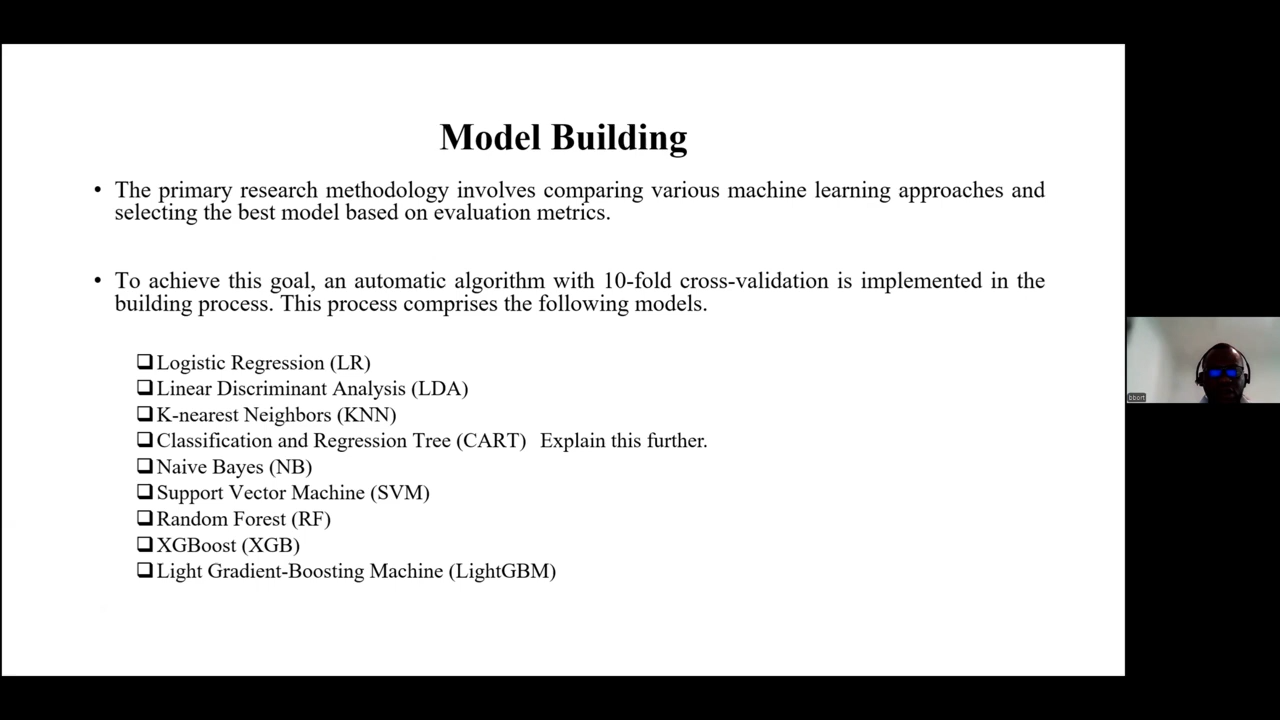 Model Building
• The primary research methodology involves comparing various machine learning approaches and
selecting the best model based on evaluation metrics.
• To achieve this goal, an automatic algorithm with 10-fold cross-validation is implemented in the
building process. This process comprises the following models.
❑Logistic Regression (LR)
❑Linear Discriminant Analysis (LDA)
❑K-nearest Neighbors (KNN)
❑Classification and Regression Tree (CART) Explain this further.
❑Naive Bayes (NB)
❑Support Vector Machine (SVM)
❑Random Forest (RF)
❑XGBoost (XGB)
❑Light Gradient-Boosting Machine (LightGBM)
bbort